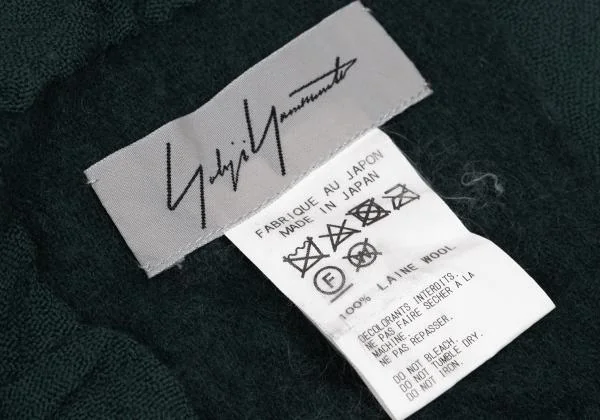 Yohji Yamamoto
FABRIQUE AU JAPON
MADE IN JAPAN
F
W
100% LAINE WOOL
DECOLORANTS INTERDITS.
NE PAS FAIRE SECHER A LA
MACHINE.
NE PAS REPASSER.
DO NOT BLEACH.
DO NOT TUMBLE DRY.
DO NOT IRON.